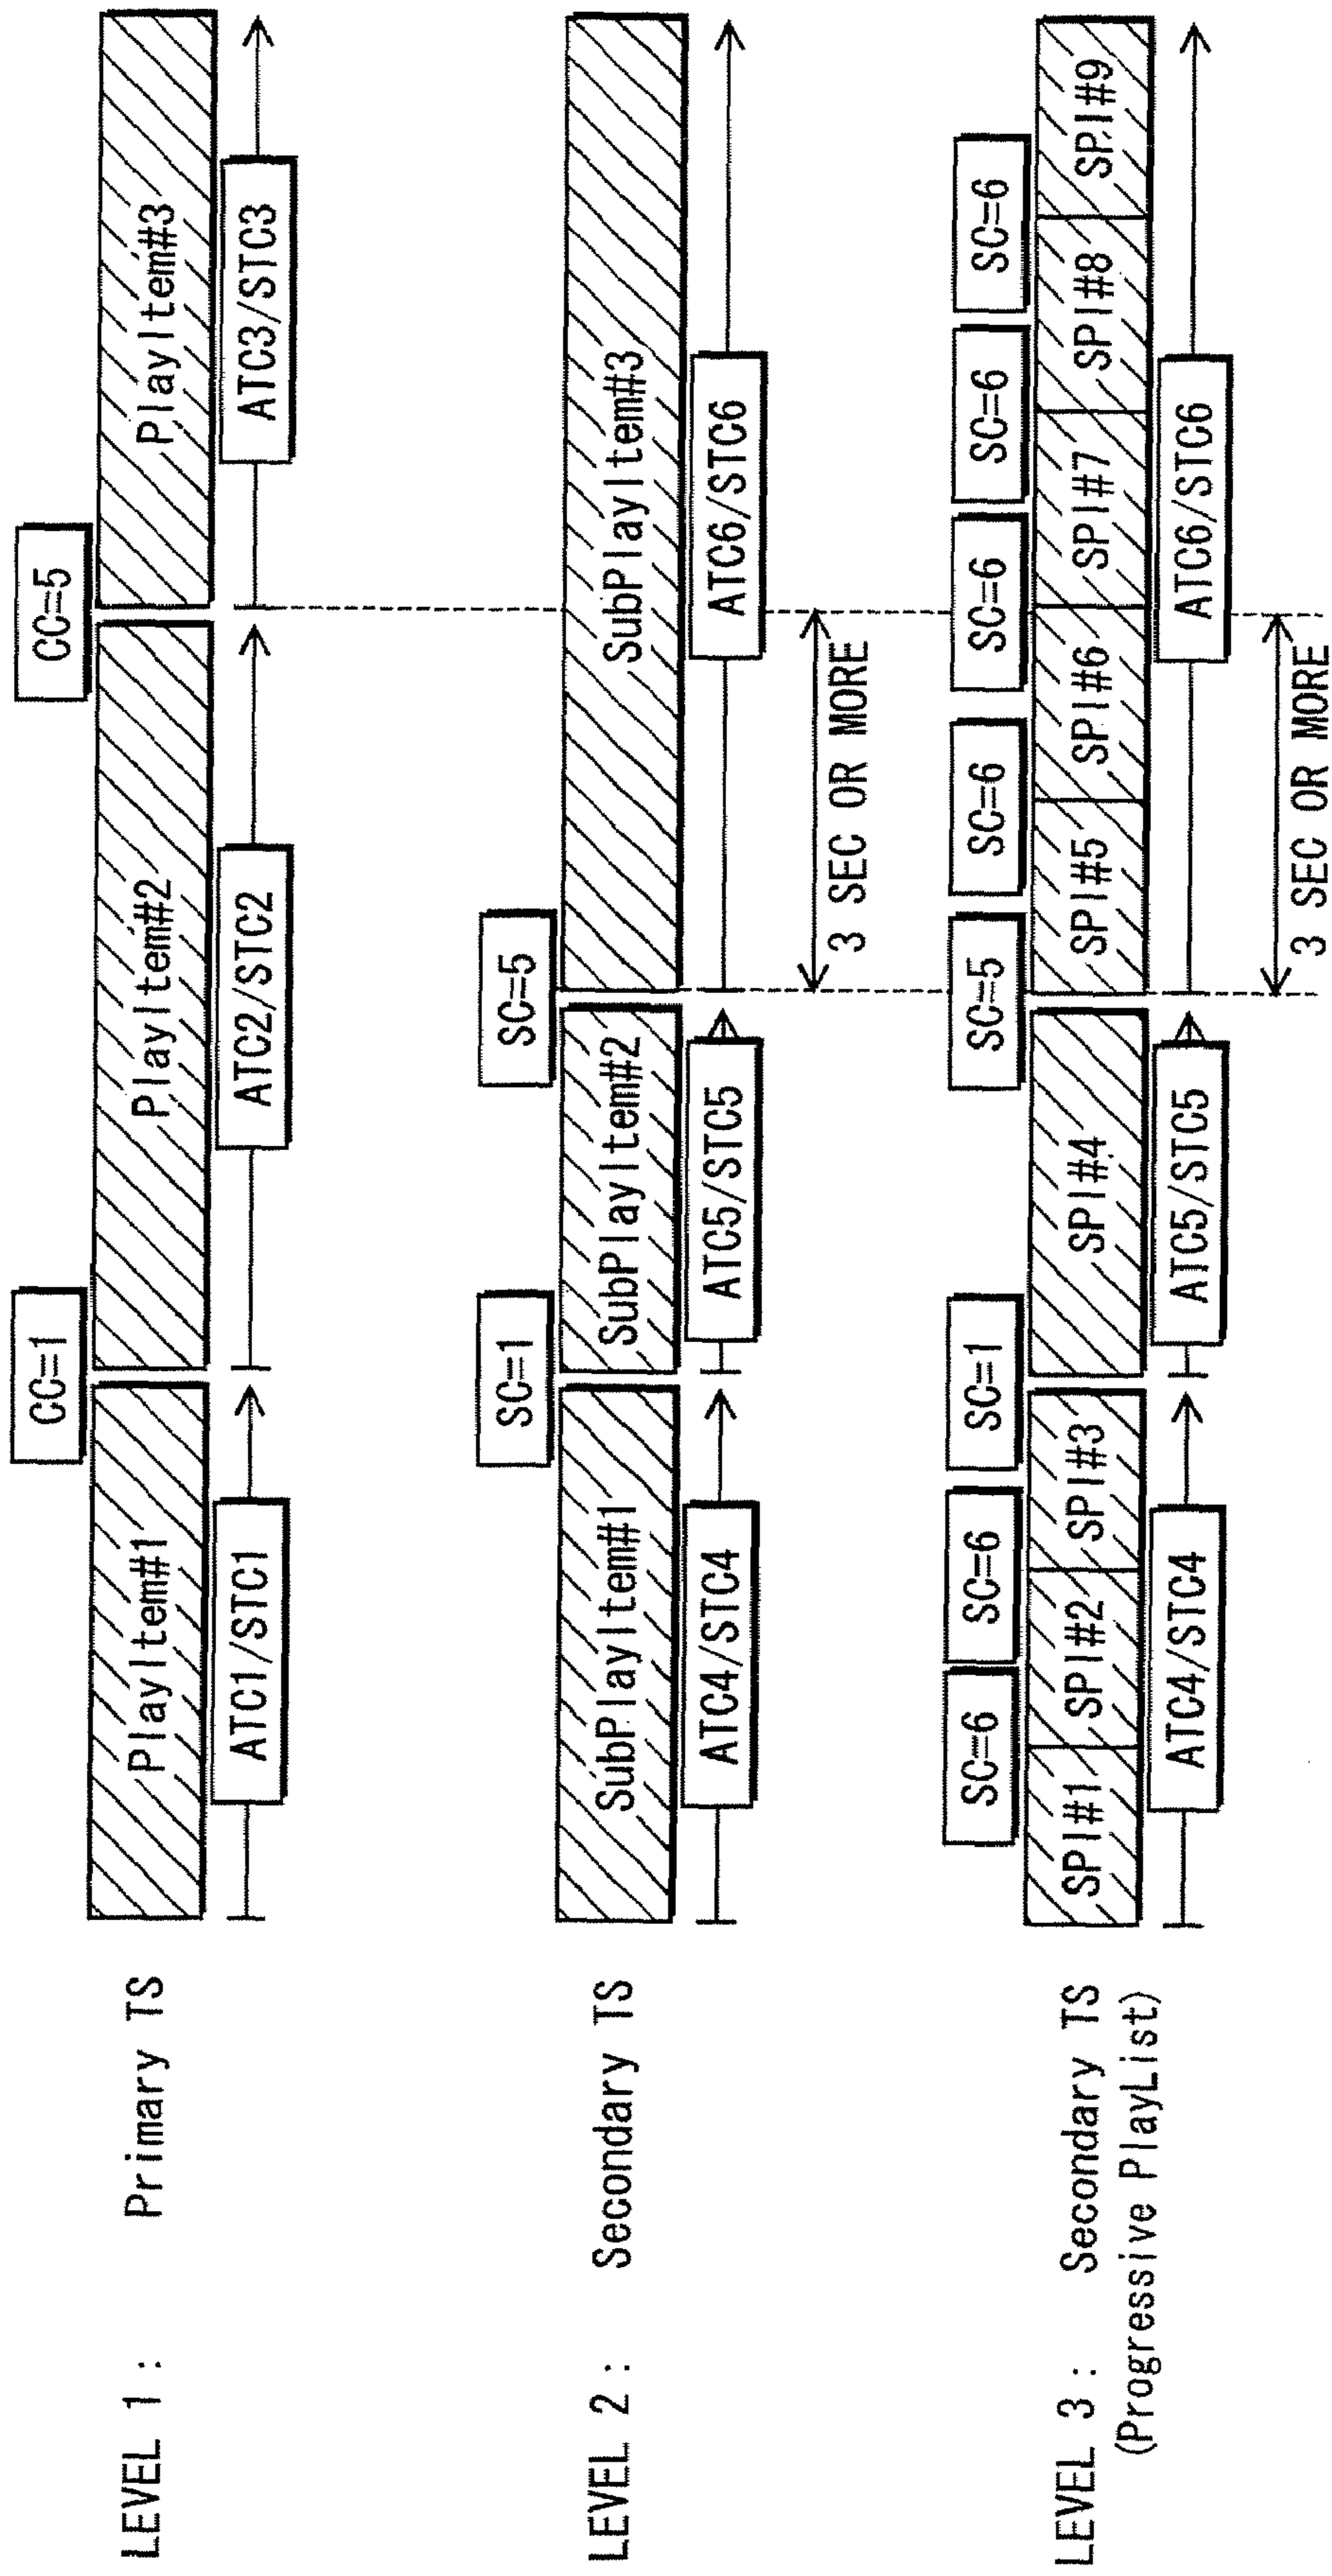 LEVEL 1 : Primary TS
CC=1
CC=5
PlayItem#1
PlayItem#2
PlayItem#3
ATC1/STC1
ATC2/STC2
ATC3/STC3
LEVEL 2 : Secondary TS
SC=1
SC=5
SubPlayItem#1
SubPlayItem#2
SubPlayItem#3
ATC4/STC4
ATC5/STC5
ATC6/STC6
3 SEC OR MORE
LEVEL 3 : Secondary TS
(Progressive PlayList)
SC=6
SC=6
SC=1
SC=5
SC=6
SC=6
SC=6
SC=6
SPI#1
SPI#2
SPI#3
SPI#4
SPI#5
SPI#6
SPI#7
SPI#8
SPI#9
ATC4/STC4
ATC5/STC5
ATC6/STC6
3 SEC OR MORE